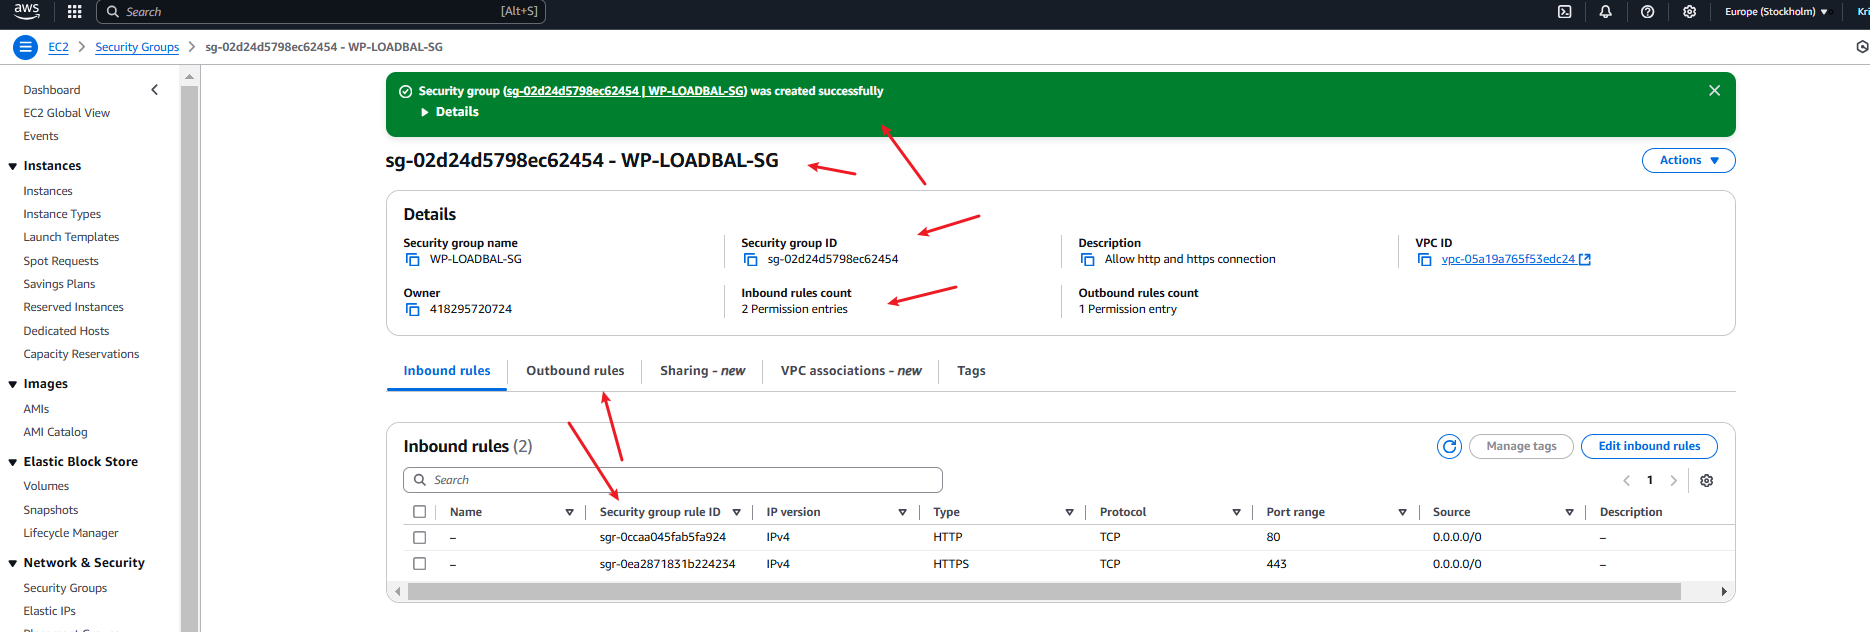 aws
Search [Alt+S]
Europe (Stockholm)
EC2 > Security Groups > sg-02d24d5798ec62454 - WP-LOADBAL-SG
Dashboard
EC2 Global View
Events
Instances
Instances
Instance Types
Launch Templates
Spot Requests
Savings Plans
Reserved Instances
Dedicated Hosts
Capacity Reservations
Images
AMIs
AMI Catalog
Elastic Block Store
Volumes
Snapshots
Lifecycle Manager
Network & Security
Security Groups
Elastic IPs
Security group (sg-02d24d5798ec62454 | WP-LOADBAL-SG) was created successfully
Details
sg-02d24d5798ec62454 - WP-LOADBAL-SG
Actions
Details
Security group name
WP-LOADBAL-SG
Security group ID
sg-02d24d5798ec62454
Description
Allow http and https connection
VPC ID
vpc-05a19a765f53edc24
Owner
418295720724
Inbound rules count
2 Permission entries
Outbound rules count
1 Permission entry
Inbound rules Outbound rules Sharing - new VPC associations - new Tags
Inbound rules (2)
Manage tags Edit inbound rules
Search
1
Name Security group rule ID IP version Type Protocol Port range Source Description
– sgr-0ccaa045fab5fa924 IPv4 HTTP TCP 80 0.0.0.0/0 –
– sgr-0ea2871831b224234 IPv4 HTTPS TCP 443 0.0.0.0/0 –